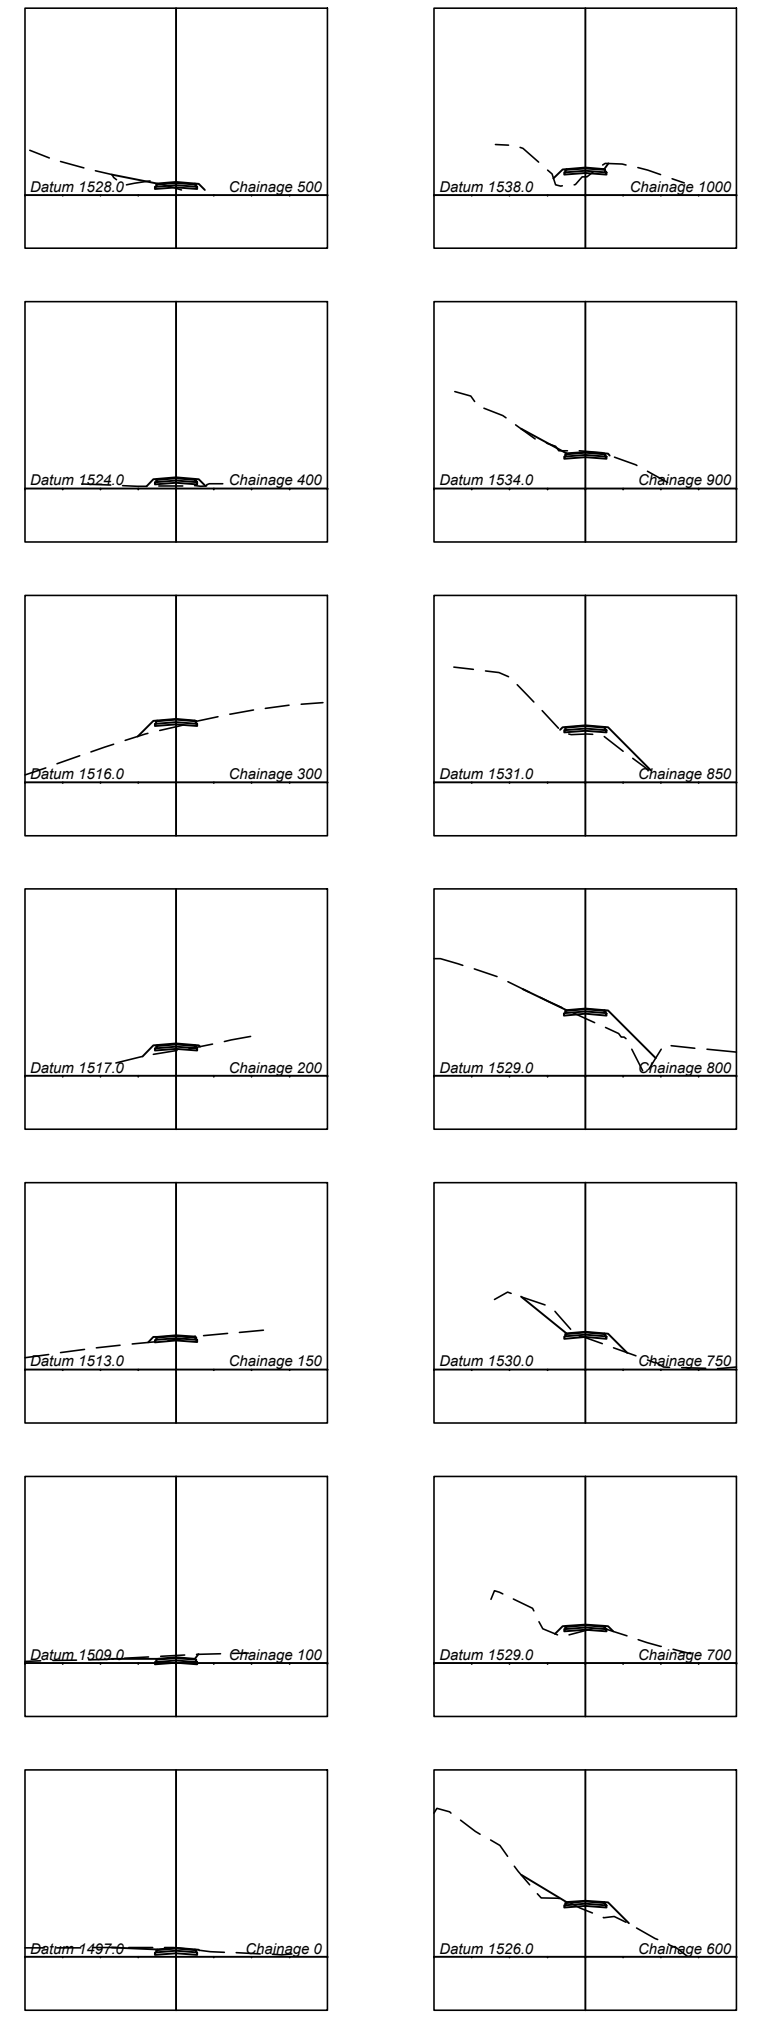 Datum 1528.0 Chainage 500
Datum 1538.0 Chainage 1000
Datum 1524.0 Chainage 400
Datum 1534.0 Chainage 900
Datum 1516.0 Chainage 300
Datum 1531.0 Chainage 850
Datum 1517.0 Chainage 200
Datum 1529.0 Chainage 800
Datum 1513.0 Chainage 150
Datum 1530.0 Chainage 750
Datum 1509.0 Chainage 100
Datum 1529.0 Chainage 700
Datum 1497.0 Chainage 0
Datum 1526.0 Chainage 600